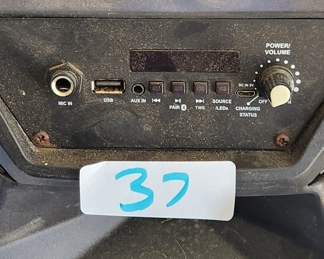 POWER/
VOLUME
DC IN 5V
MIC IN
USB
AUX IN
PAIR
TWS
SOURCE
/LEDs
CHARGING
STATUS
OFF
37